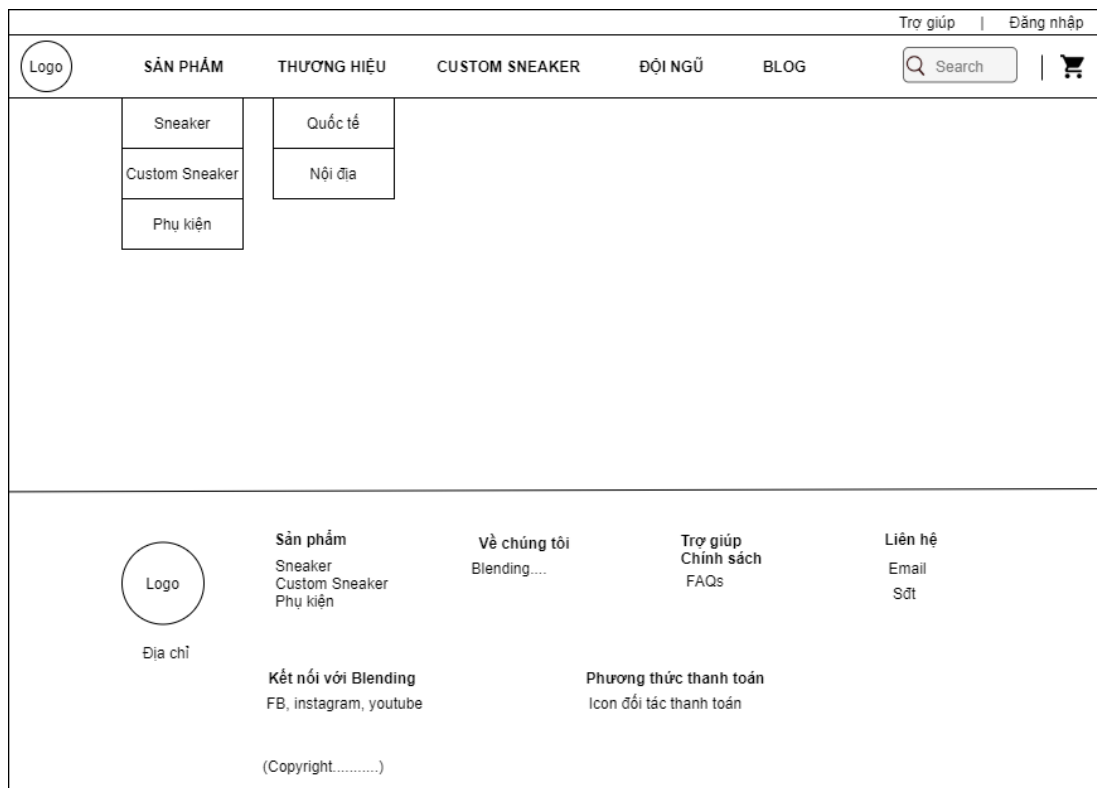 Trợ giúp | Đăng nhập
Logo SẢN PHẨM THƯƠNG HIỆU CUSTOM SNEAKER ĐỘI NGŨ BLOG Search |
Sneaker Quốc tế
Custom Sneaker Nội địa
Phụ kiện
Logo
Địa chỉ
Sản phẩm
Sneaker
Custom Sneaker
Phụ kiện
Về chúng tôi
Blending....
Trợ giúp
Chính sách
FAQs
Liên hệ
Email
Sđt
Kết nối với Blending
FB, instagram, youtube
Phương thức thanh toán
Icon đối tác thanh toán
(Copyright...........)